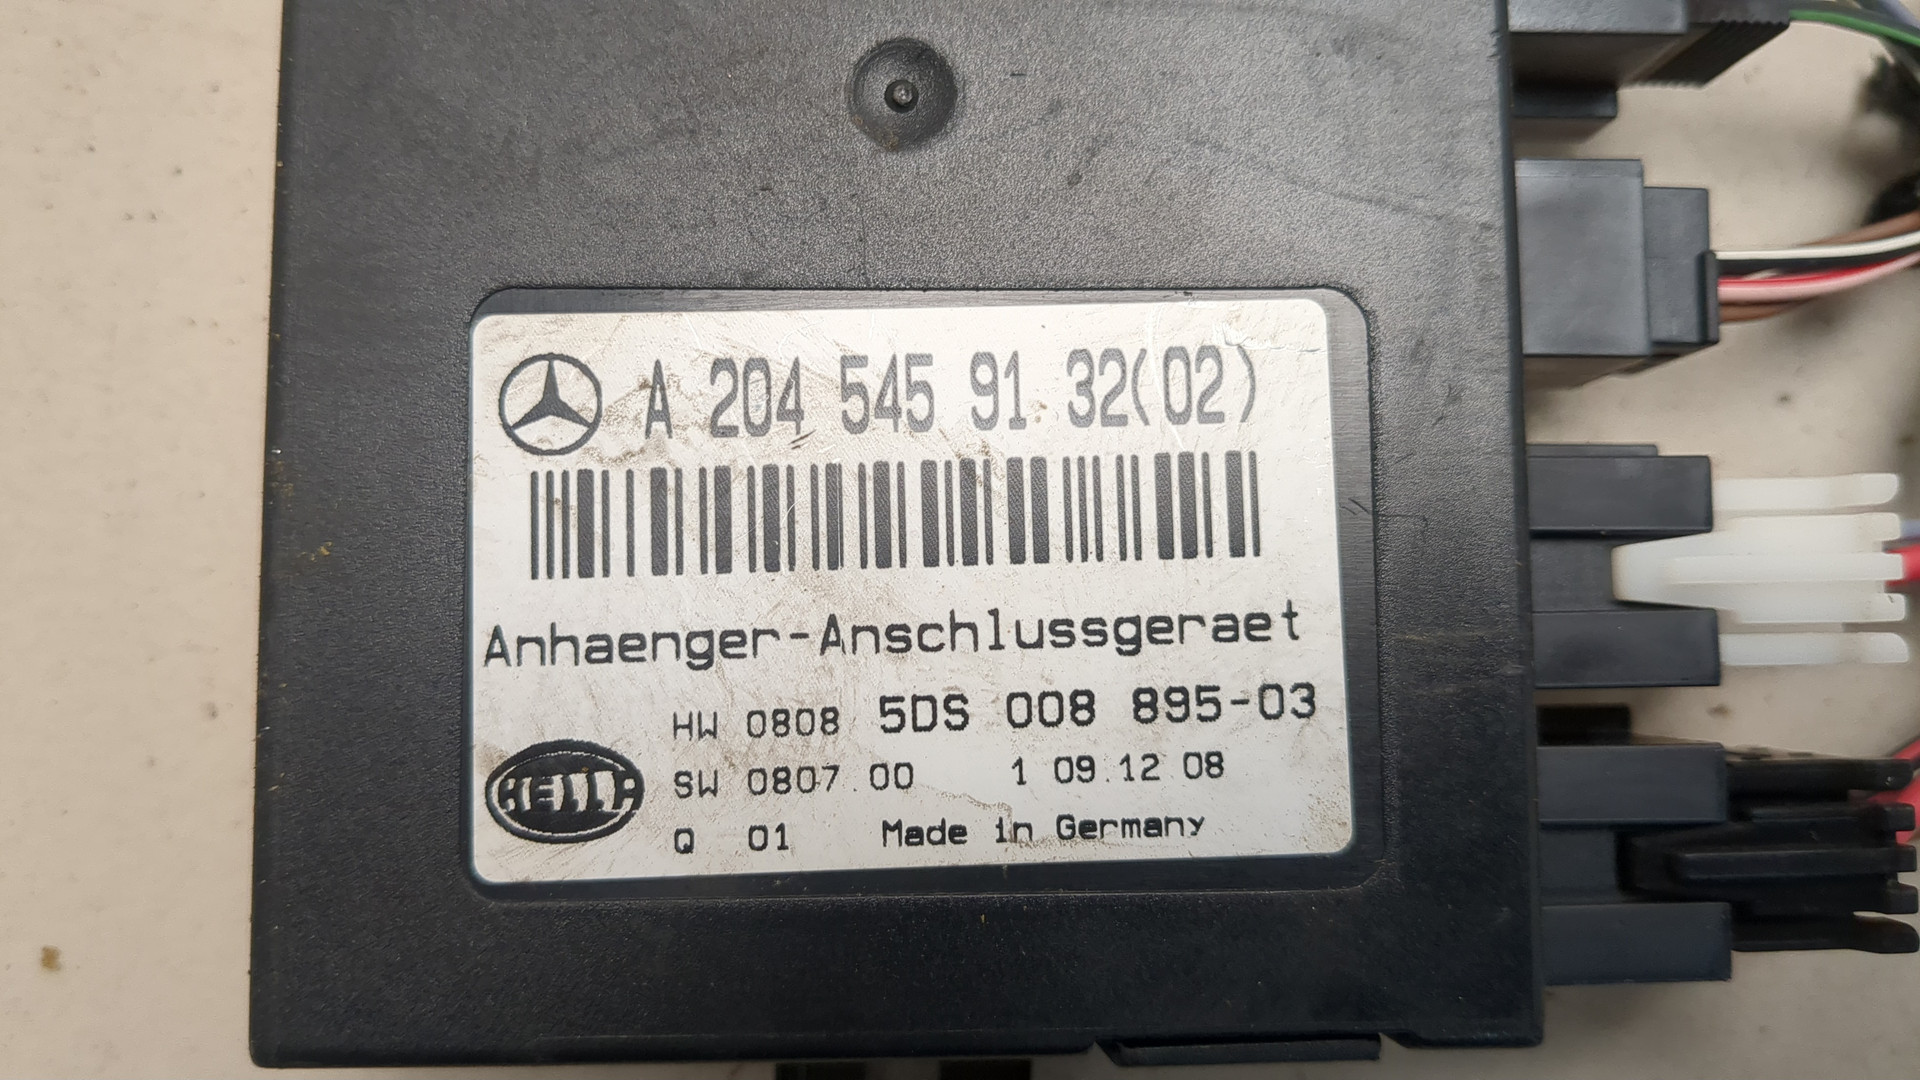 A 204 545 91 32(02)
Anhaenger-Anschlussgeraet
HW 0808 5DS 008 895-03
HELLA SW 0807.00 1 09.12.08
Q 01 Made in Germany